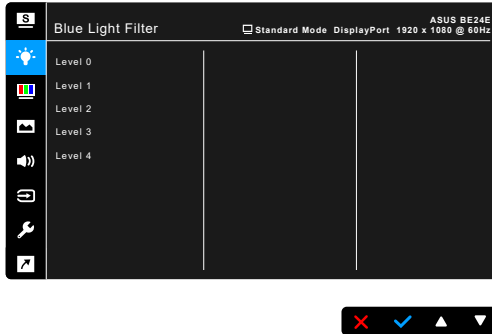 S
ASUS BE24E
Blue Light Filter
Standard Mode DisplayPort 1920 x 1080 @ 60Hz
Level 0
Level 1
Level 2
Level 3
Level 4